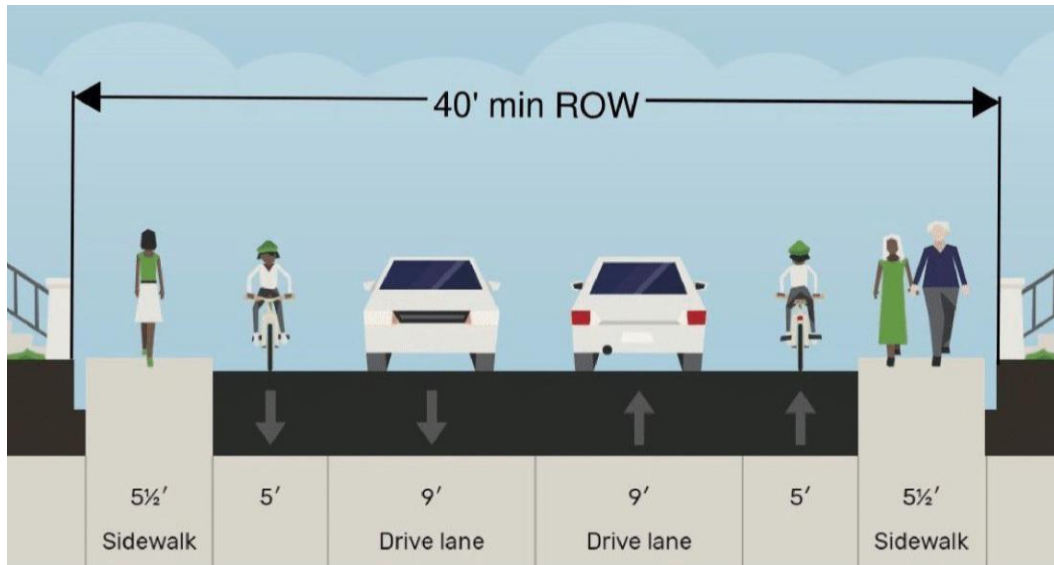 40' min ROW
5½′ 5′ 9′ 9′ 5′ 5½′
Sidewalk Drive lane Drive lane Sidewalk